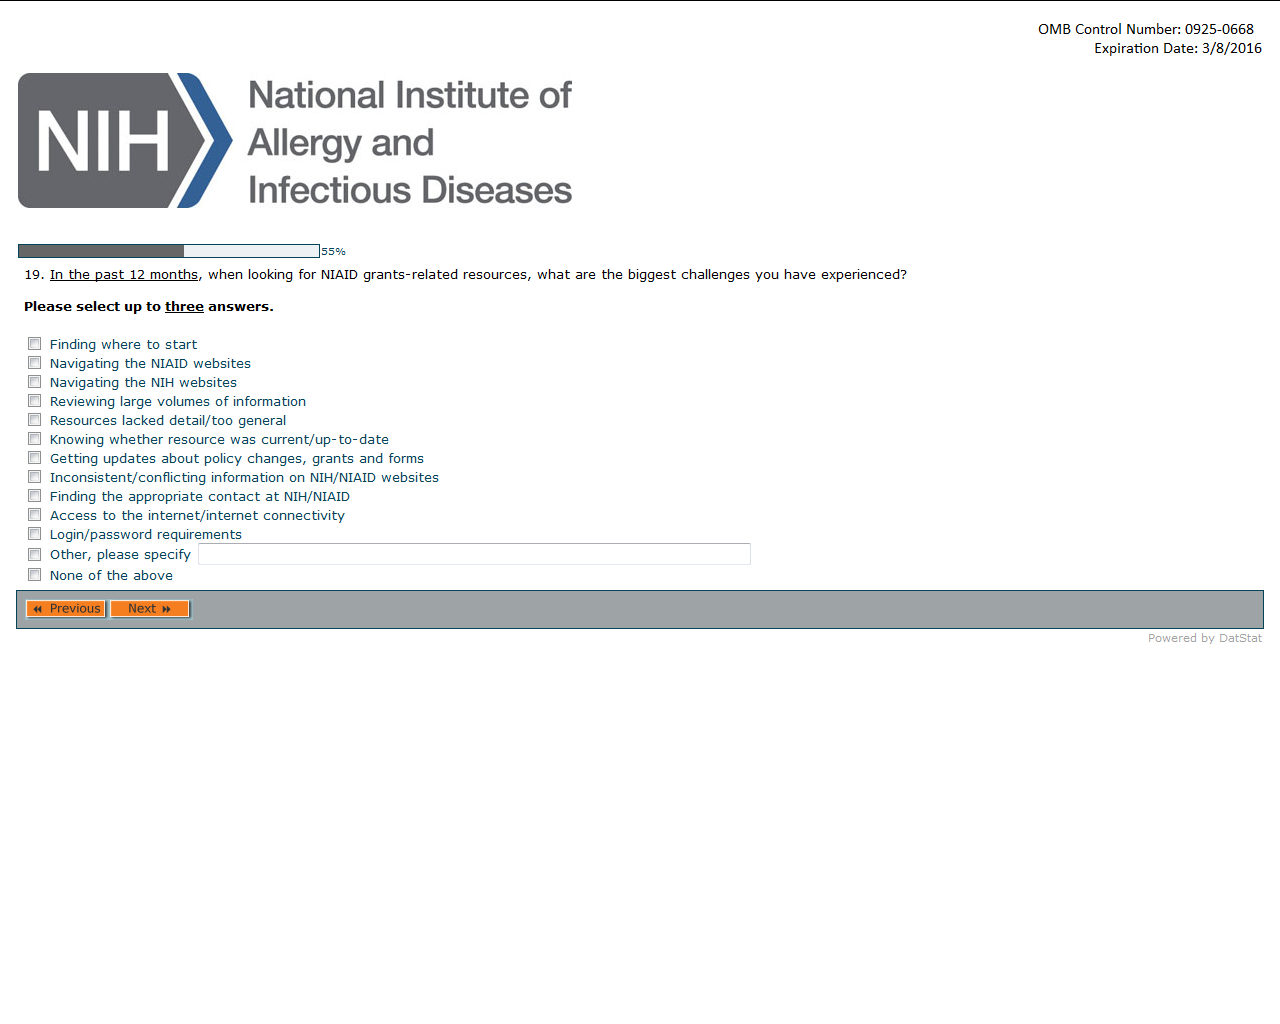 OMB Control Number: 0925-0668
Expiration Date: 3/8/2016
NIH
National Institute of
Allergy and
Infectious Diseases
55%
19. In the past 12 months, when looking for NIAID grants-related resources, what are the biggest challenges you have experienced?
Please select up to three answers.
Finding where to start
Navigating the NIAID websites
Navigating the NIH websites
Reviewing large volumes of information
Resources lacked detail/too general
Knowing whether resource was current/up-to-date
Getting updates about policy changes, grants and forms
Inconsistent/conflicting information on NIH/NIAID websites
Finding the appropriate contact at NIH/NIAID
Access to the internet/internet connectivity
Login/password requirements
Other, please specify
None of the above
Previous Next
Powered by DatStat